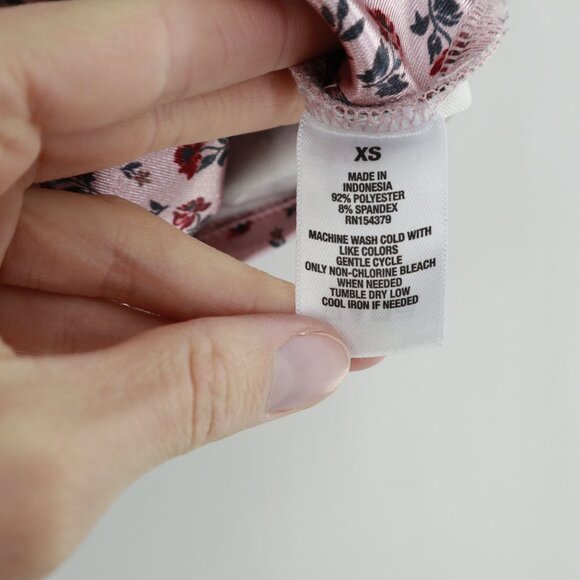 XS
MADE IN
INDONESIA
92% POLYESTER
8% SPANDEX
RN154379
MACHINE WASH COLD WITH
LIKE COLORS
GENTLE CYCLE
ONLY NON-CHLORINE BLEACH
WHEN NEEDED
TUMBLE DRY LOW
COOL IRON IF NEEDED